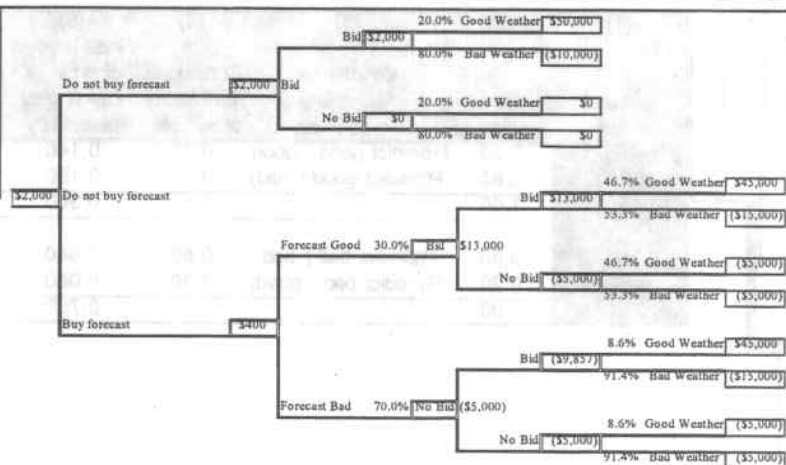 20.0% Good Weather $50,000
Bid $2,000
80.0% Bad Weather ($10,000)
Do not buy forecast $2,000 Bid
20.0% Good Weather $0
No Bid $0
80.0% Bad Weather $0
46.7% Good Weather $45,000
Bid $13,000
53.3% Bad Weather ($15,000)
$2,000 Do not buy forecast
Forecast Good 30.0% Bid $13,000
46.7% Good Weather ($5,000)
No Bid ($5,000)
53.3% Bad Weather ($5,000)
Buy forecast $400
8.6% Good Weather $45,000
Bid ($9,857)
91.4% Bad Weather ($15,000)
Forecast Bad 70.0% No Bid ($5,000)
8.6% Good Weather ($5,000)
No Bid ($5,000)
91.4% Bad Weather ($5,000)